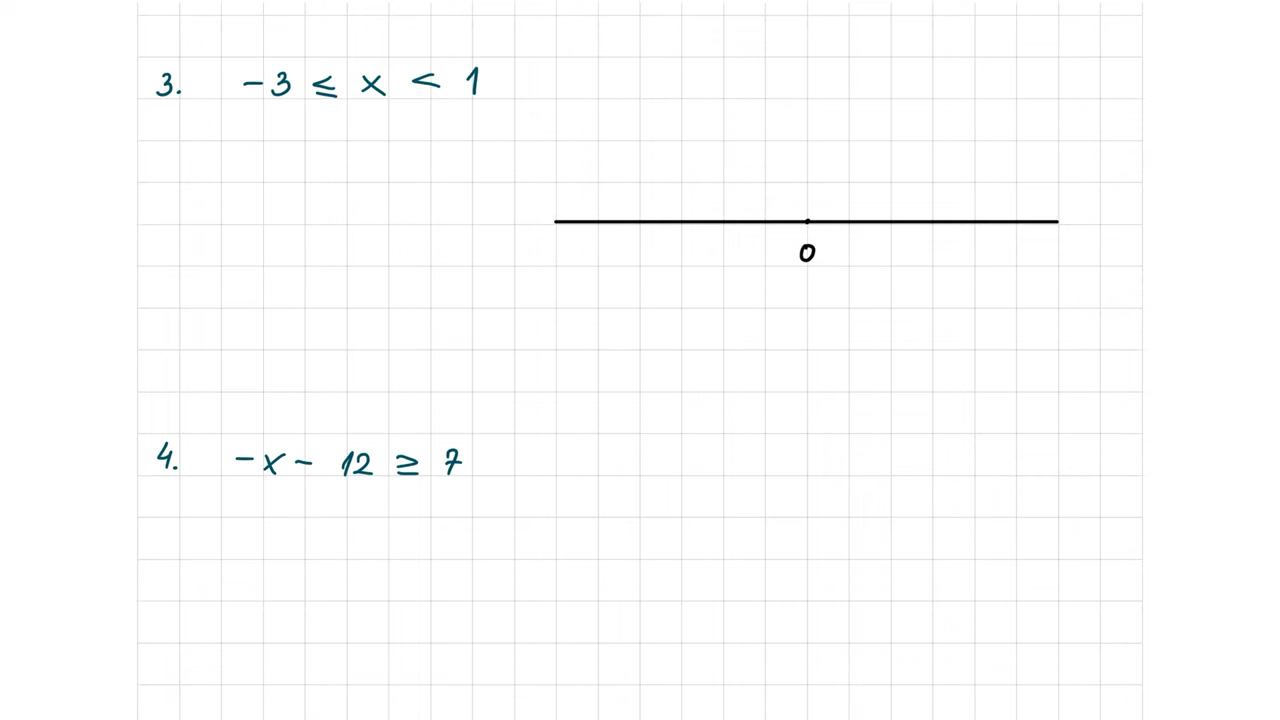 3. -3 ≤ x < 1
0
4. -x - 12 ≥ 7